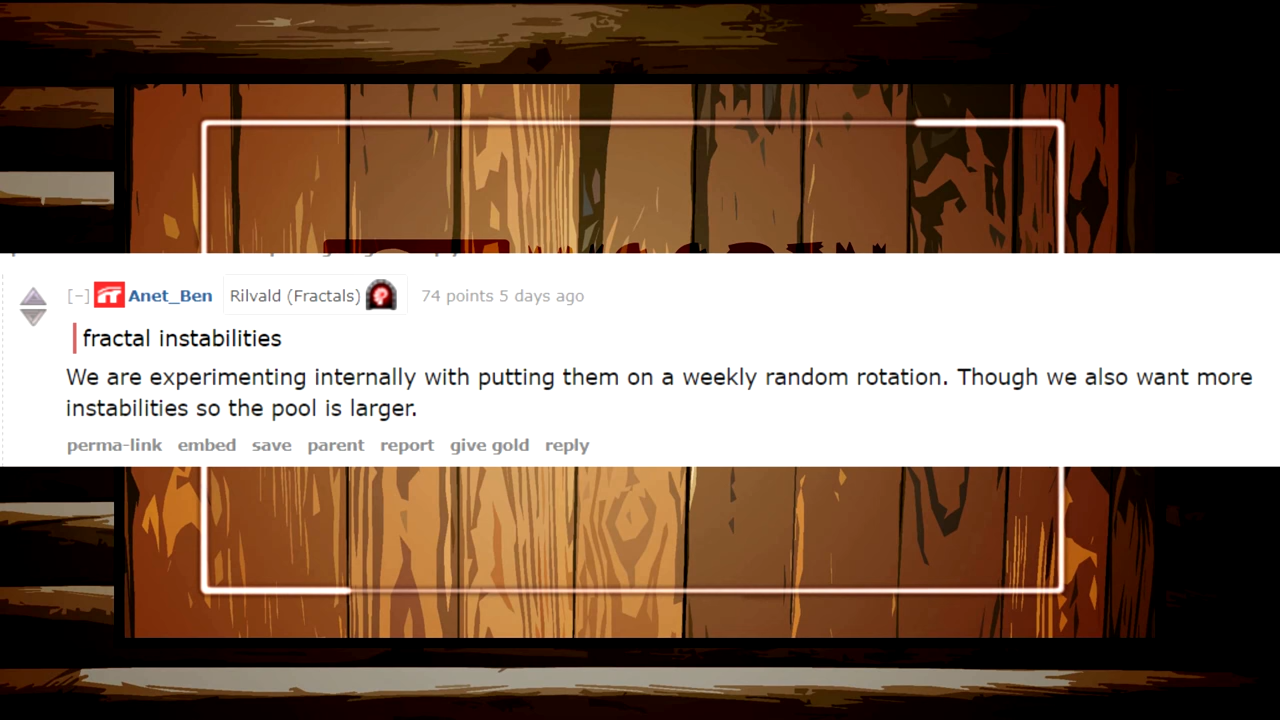 [–] Anet_Ben Rilvald (Fractals) 74 points 5 days ago
fractal instabilities
We are experimenting internally with putting them on a weekly random rotation. Though we also want more
instabilities so the pool is larger.
perma-link embed save parent report give gold reply